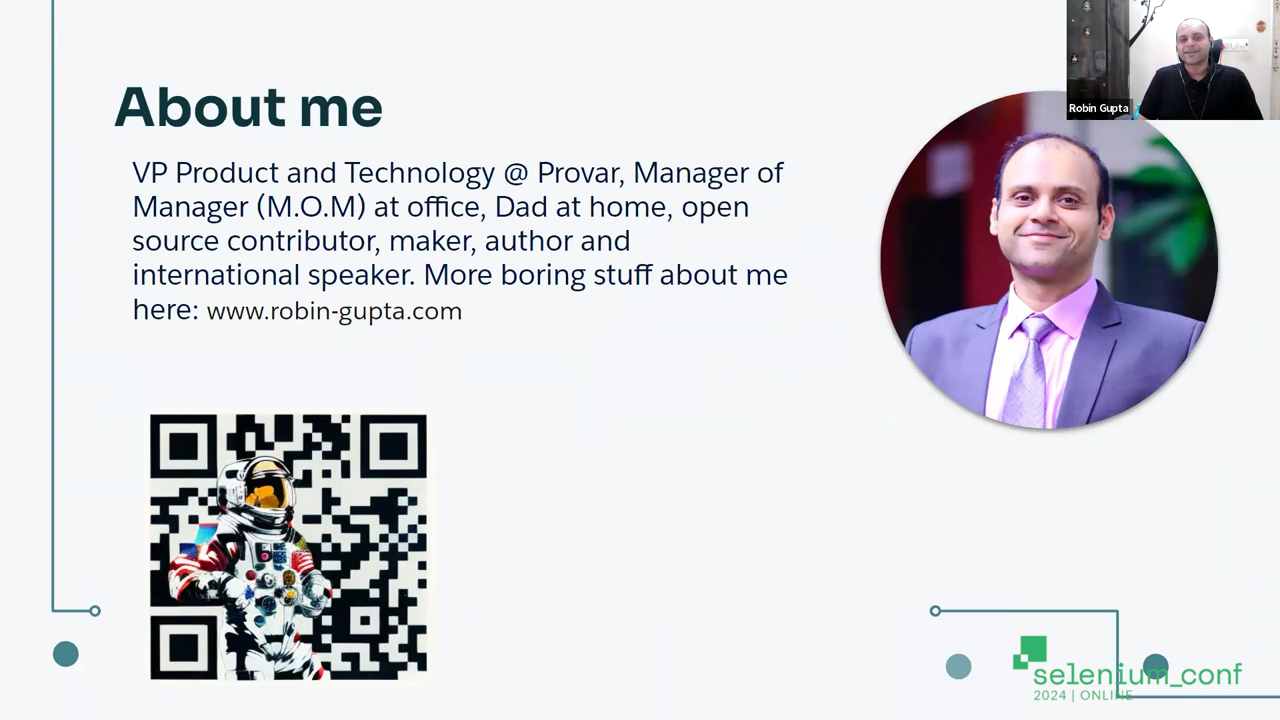 Robin Gupta
About me
VP Product and Technology @ Provar, Manager of
Manager (M.O.M) at office, Dad at home, open
source contributor, maker, author and
international speaker. More boring stuff about me
here: www.robin-gupta.com
selenium_conf
2024 | ONLINE